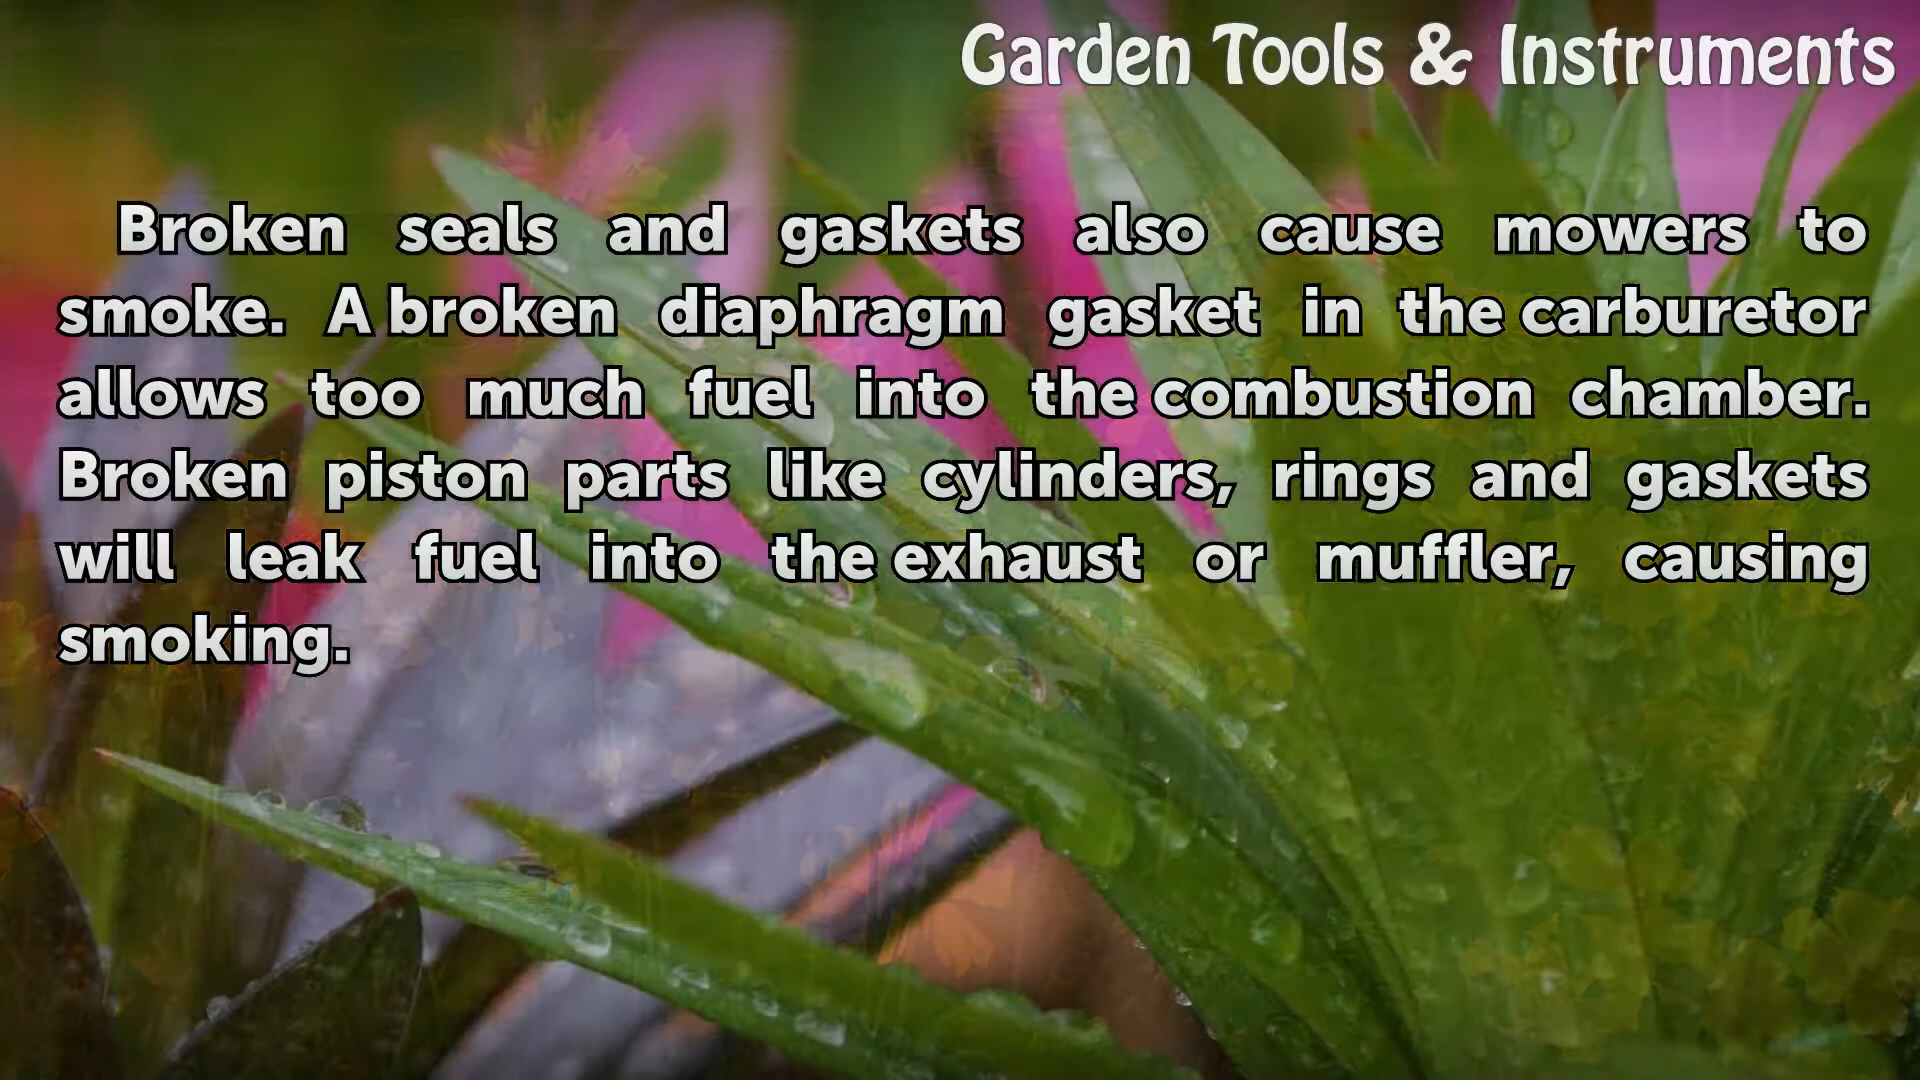 Garden Tools & Instruments
Broken seals and gaskets also cause mowers to
smoke. A broken diaphragm gasket in the carburetor
allows too much fuel into the combustion chamber.
Broken piston parts like cylinders, rings and gaskets
will leak fuel into the exhaust or muffler, causing
smoking.